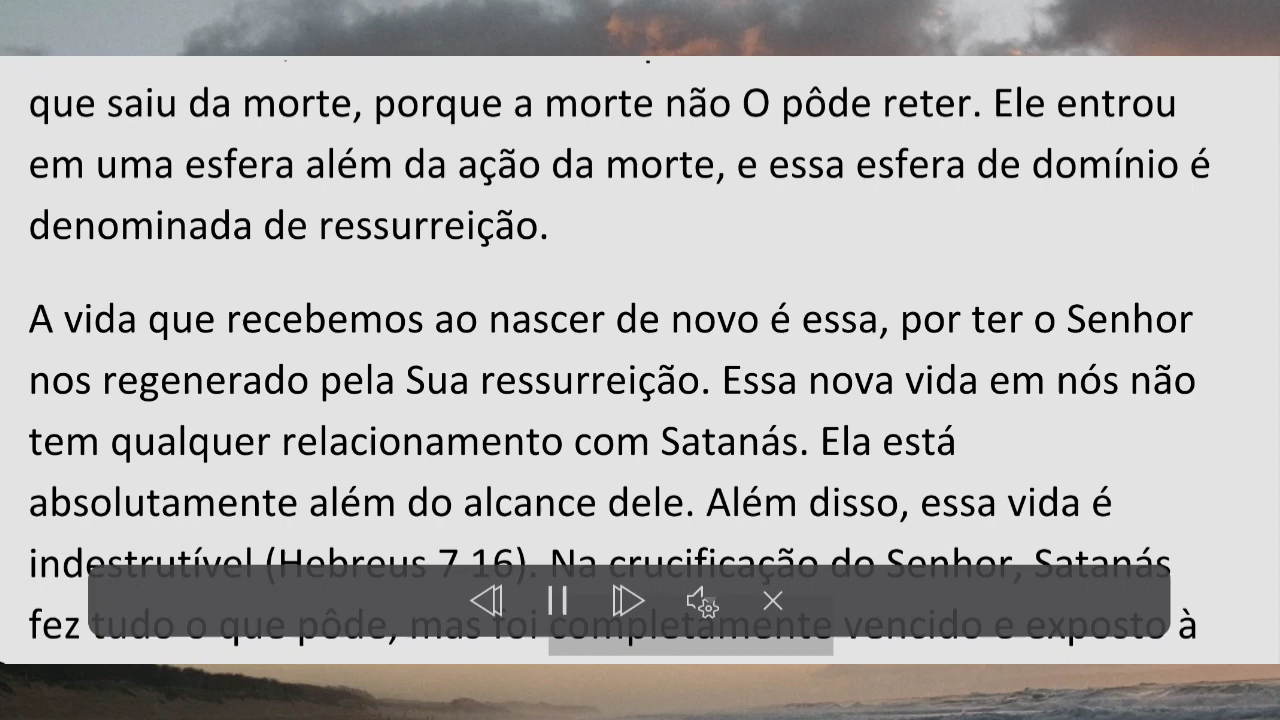 que saiu da morte, porque a morte não O pôde reter. Ele entrou
em uma esfera além da ação da morte, e essa esfera de domínio é
denominada de ressurreição.
A vida que recebemos ao nascer de novo é essa, por ter o Senhor
nos regenerado pela Sua ressurreição. Essa nova vida em nós não
tem qualquer relacionamento com Satanás. Ela está
absolutamente além do alcance dele. Além disso, essa vida é
indestrutível (Hebreus 7.16). Na crucificação do Senhor, Satanás
fez tudo o que pôde, mas foi completamente vencido e exposto à